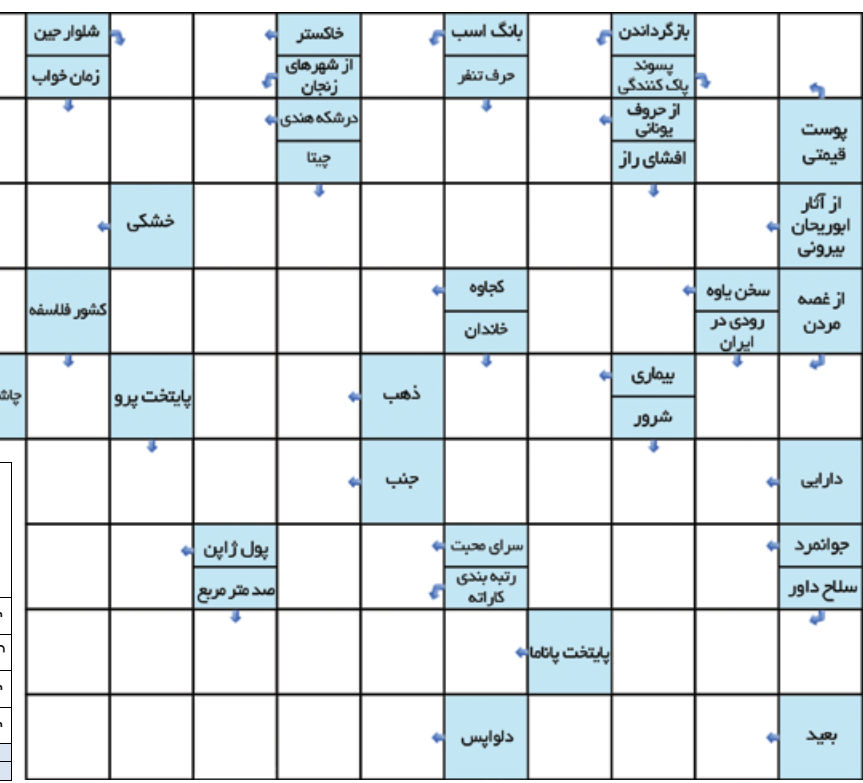 بازگرداندن
پسوند
پاک کنندگی
بانگ اسب
حرف تنفر
خاکستر
از شهرهای
زنجان
شلوار جین
زمان خواب
پوست
قیمتی
از حروف
یونانی
افشای راز
درشکه هندی
چیتا
از آثار
ابوریحان
بیرونی
خشکی
از غصه
مردن
سخن یاوه
رودی در
ایران
کجاوه
خاندان
کشور فلاسفه
بیماری
شرور
ذهب
پایتخت پرو
دارایی
جنب
جوانمرد
سلاح داور
سرای محبت
رتبه بندی
کاراته
پول ژاپن
صد متر مربع
پایتخت پاناما
بعید
دلواپس